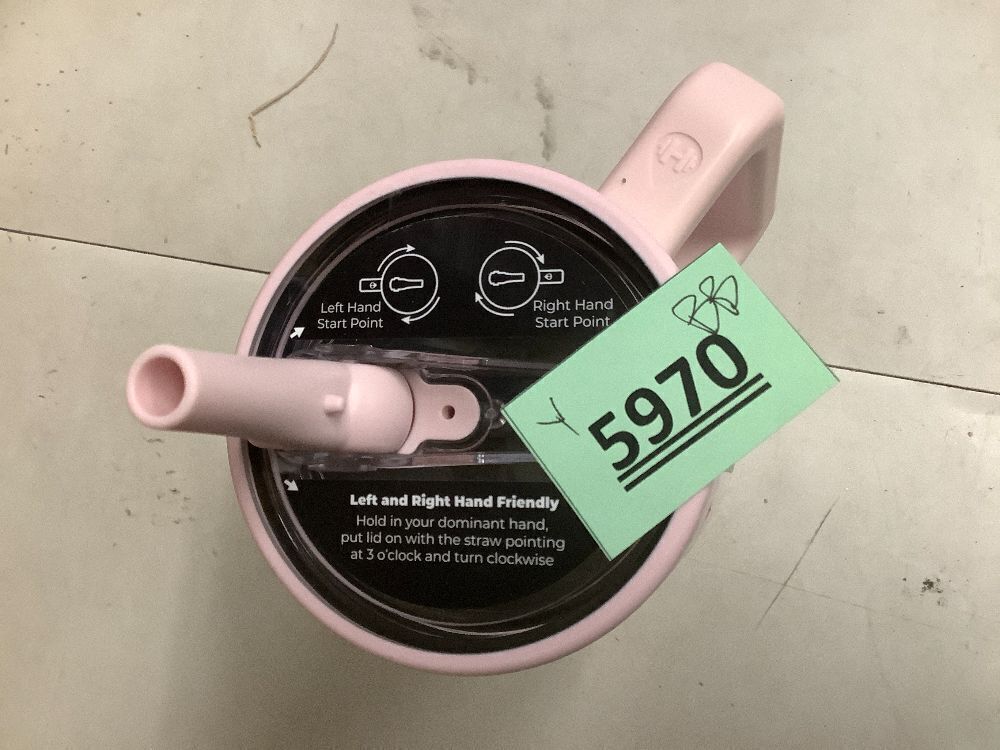 Left Hand
Start Point
Right Hand
Start Point
5970
Left and Right Hand Friendly
Hold in your dominant hand,
put lid on with the straw pointing
at 3 o'clock and turn clockwise
H